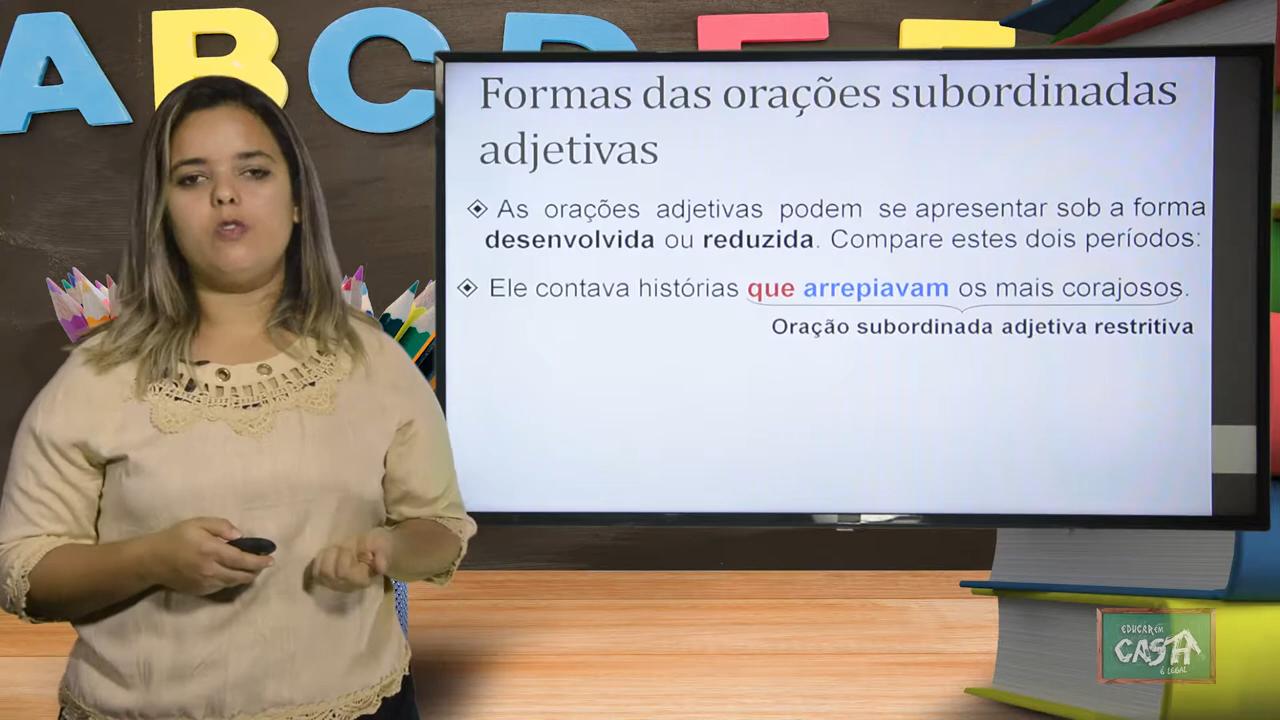 A B C D E F
Formas das orações subordinadas
adjetivas
As orações adjetivas podem se apresentar sob a forma
desenvolvida ou reduzida. Compare estes dois períodos:
Ele contava histórias que arrepiavam os mais corajosos.
Oração subordinada adjetiva restritiva
EDUCAR EM
CASA
É LEGAL